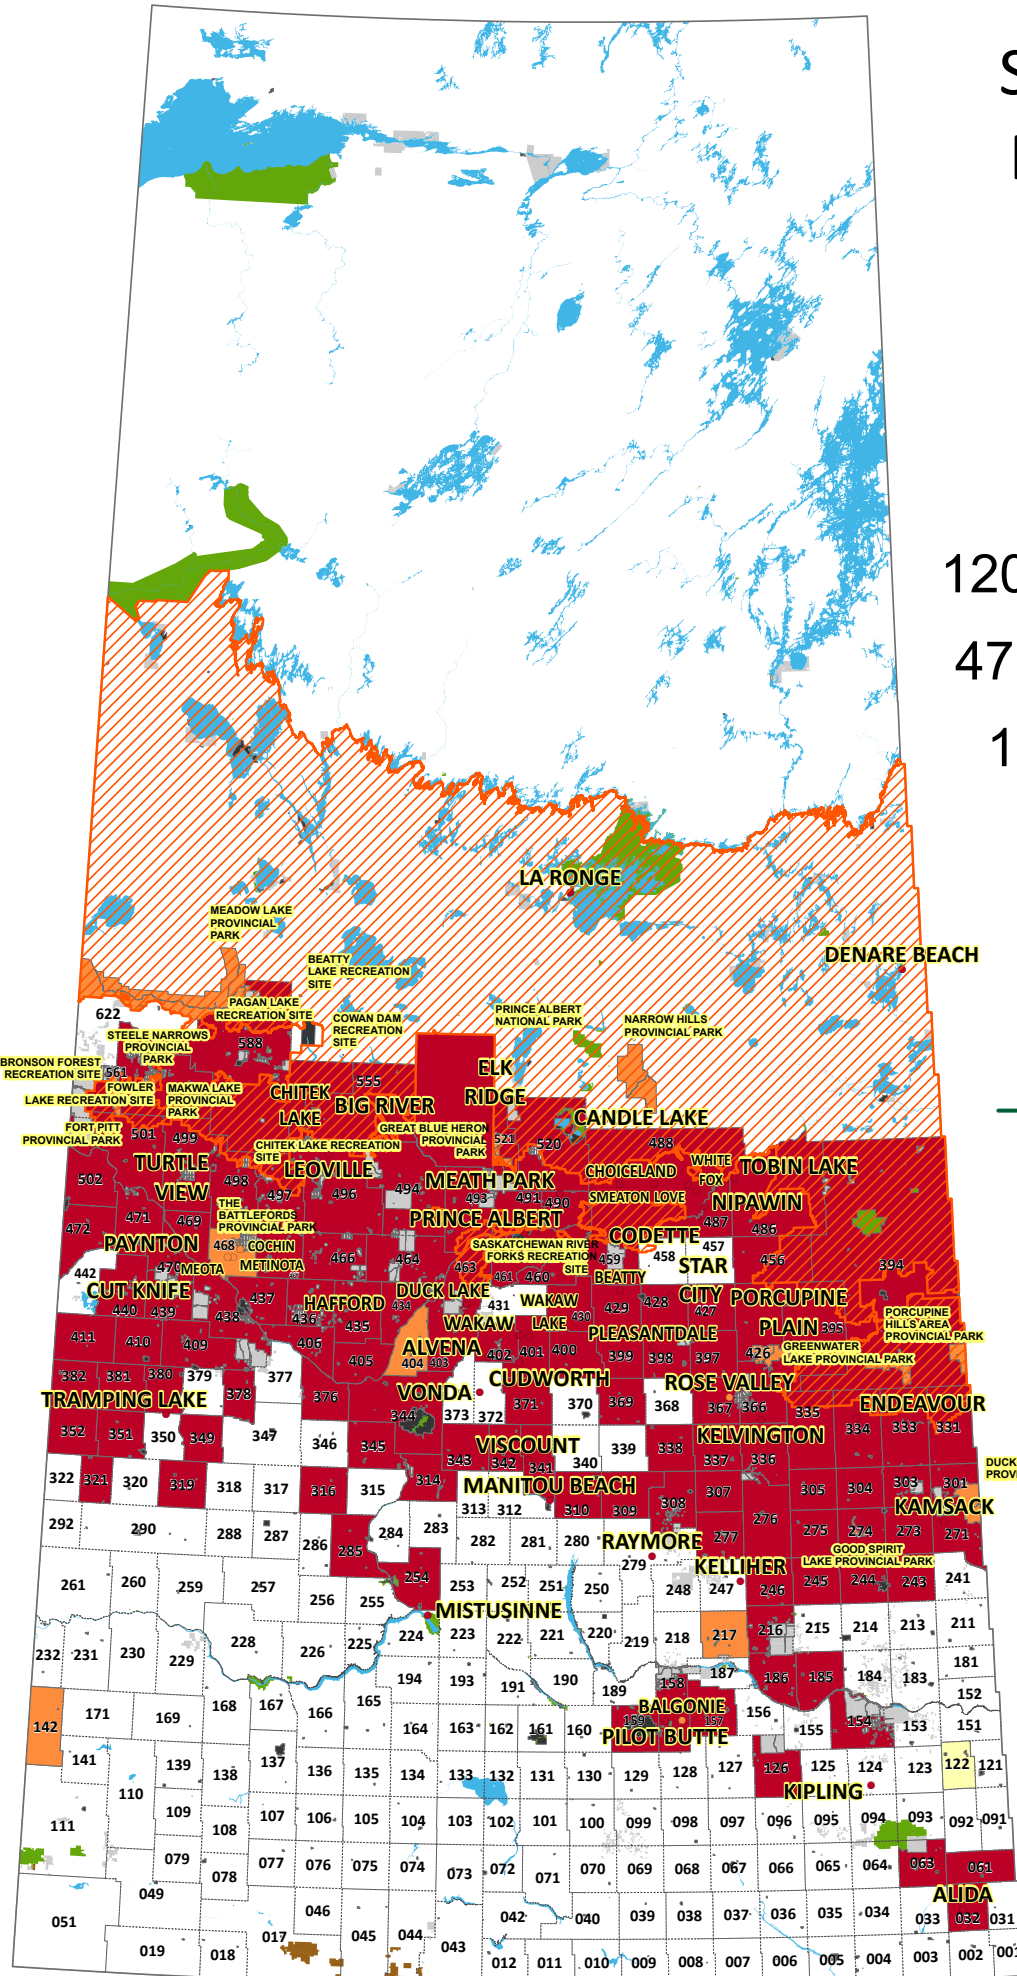 S
120
47
1
LA RONGE
MEADOW LAKE
PROVINCIAL
PARK
DENARE BEACH
BEATTY
LAKE RECREATION
SITE
PAGAN LAKE
RECREATION SITE
PRINCE ALBERT
NATIONAL PARK
NARROW HILLS
PROVINCIAL PARK
COWAN DAM
RECREATION
SITE
622
STEELE NARROWS
PROVINCIAL
PARK
588
BRONSON FOREST
RECREATION SITE
561
ELK
RIDGE
FOWLER
LAKE RECREATION SITE
MAKWA LAKE
PROVINCIAL
PARK
CHITEK
LAKE
555
BIG RIVER
CANDLE LAKE
FORT PITT
PROVINCIAL PARK
501 499
GREAT BLUE HERON
PROVINCIAL
PARK
521 520 488
CHITEK LAKE RECREATION
SITE
TURTLE
VIEW
LEOVILLE
CHOICELAND
WHITE
FOX
TOBIN LAKE
502 498 497 496 494
MEATH PARK
493 491 490
SMEATON LOVE
NIPAWIN
THE
BATTLEFORDS
PROVINCIAL PARK
472 471 469
PRINCE ALBERT
487 486
PAYNTON
468
COCHIN
METINOTA
466 464
SASKATCHEWAN RIVER
FORKS RECREATION
SITE
CODETTE
459 458 457 456
394
442
MEOTA
463 461 460
BEATTY
STAR
CITY
CUT KNIFE
440 439 438 437 436
HAFFORD
435 434
DUCK LAKE
431
WAKAW
LAKE
430 429 428 427
PORCUPINE
PLAIN
395
PORCUPINE
HILLS AREA
PROVINCIAL PARK
WAKAW
411 410 409 406 405 404 403
ALVENA
402 401 400
PLEASANTDALE
399 398 397 426
GREENWATER
LAKE PROVINCIAL PARK
382 381 380 379 378 377 376
TRAMPING LAKE
VONDA
CUDWORTH
ROSE VALLEY
ENDEAVOUR
344 373 372 371 370 369 368 367 366 335 334 333 331
352 351 350 349 347 346 345
VISCOUNT
343 342 341 340 339 338
KELVINGTON
337 336
322 321 320 319 318 317 316 315 314
MANITOU BEACH
313 312 310 309 308 307 305 304 303 301
DUCK
PROVI
KAMSACK
292 290 288 287 286 285 284 283 282 281 280
RAYMORE
279
277 276 275 274 273 271
GOOD SPIRIT
LAKE PROVINCIAL PARK
KELLIHER
261 260 259 257 256 255 254 253 252 251 250 248 247 246 245 244 243 241
MISTUSINNE
232 231 230 229 228 226 225 224 223 222 221 220 219 218 217 216 215 214 213 211
171 169 168 167 166 165 194 193 191 190 189 158 187 186 185 184 183 181
142 164 163 162 161 160
BALGONIE
159 157 156 155 154 153 152 151
PILOT BUTTE
141 139 138 137 136 135 134 133 132 131 130 129 128 127 126 125 124 123 122 121
KIPLING
111 110 109 108 107 106 105 104 103 102 101 100 099 098 097 096 095 094 093 092 091
079 078 077 076 075 074 073 072 071 070 069 068 067 066 065 064 063 061
ALIDA
051 049 046 045 044 043 042 040 039 038 037 036 035 034 033 032 031
019 018 017 012 011 010 009 008 007 006 005 004 003 002 001